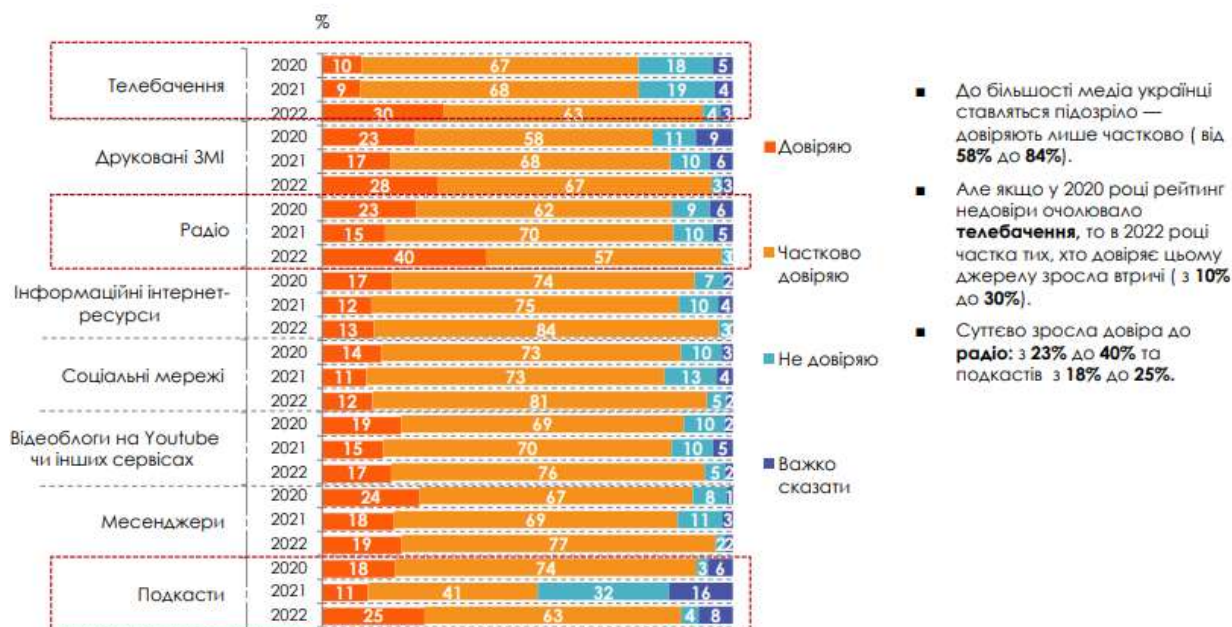 %
Телебачення
2020 10 67 18 5
2021 9 68 19 4
2022 30 63 4 3
Друковані ЗМІ
2020 23 58 11 9
2021 17 68 10 6
2022 28 67 3 3
Радіо
2020 23 62 9 6
2021 15 70 10 5
2022 40 57 3
Інформаційні інтернет-
ресурси
2020 17 74 7 2
2021 12 75 10 4
2022 13 84 3
Соціальні мережі
2020 14 73 10 3
2021 11 73 13 4
2022 12 81 5 2
Відеоблоги на Youtube
чи інших сервісах
2020 19 69 10 2
2021 15 70 10 5
2022 17 76 5 2
Месенджери
2020 24 67 8 1
2021 18 69 11 3
2022 19 77 2 2
Подкасти
2020 18 74 3 6
2021 11 41 32 16
2022 25 63 4 8
Довіряю
Частково
довіряю
Не довіряю
Важко
сказати
▪ До більшості медіа українці
ставляться підозріло —
довіряють лише частково ( від
58% до 84%).
▪ Але якщо у 2020 році рейтинг
недовіри очолювало
телебачення, то в 2022 році
частка тих, хто довіряє цьому
джерелу зросла втричі ( з 10%
до 30%).
▪ Суттєво зросла довіра до
радіо: з 23% до 40% та
подкастів з 18% до 25%.